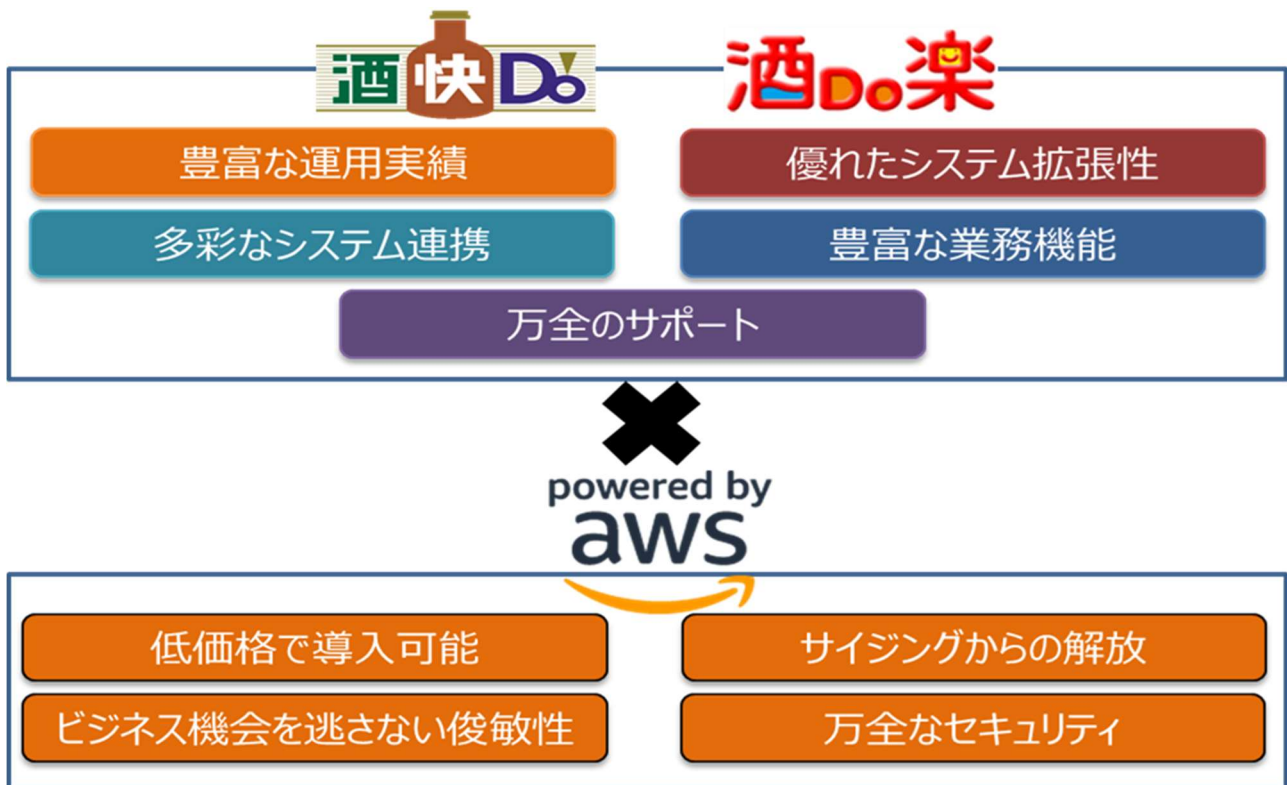 酒快Do
酒Do楽
豊富な運用実績
優れたシステム拡張性
多彩なシステム連携
豊富な業務機能
万全のサポート
powered by
aws
低価格で導入可能
サイジングからの解放
ビジネス機会を逃さない俊敏性
万全なセキュリティ